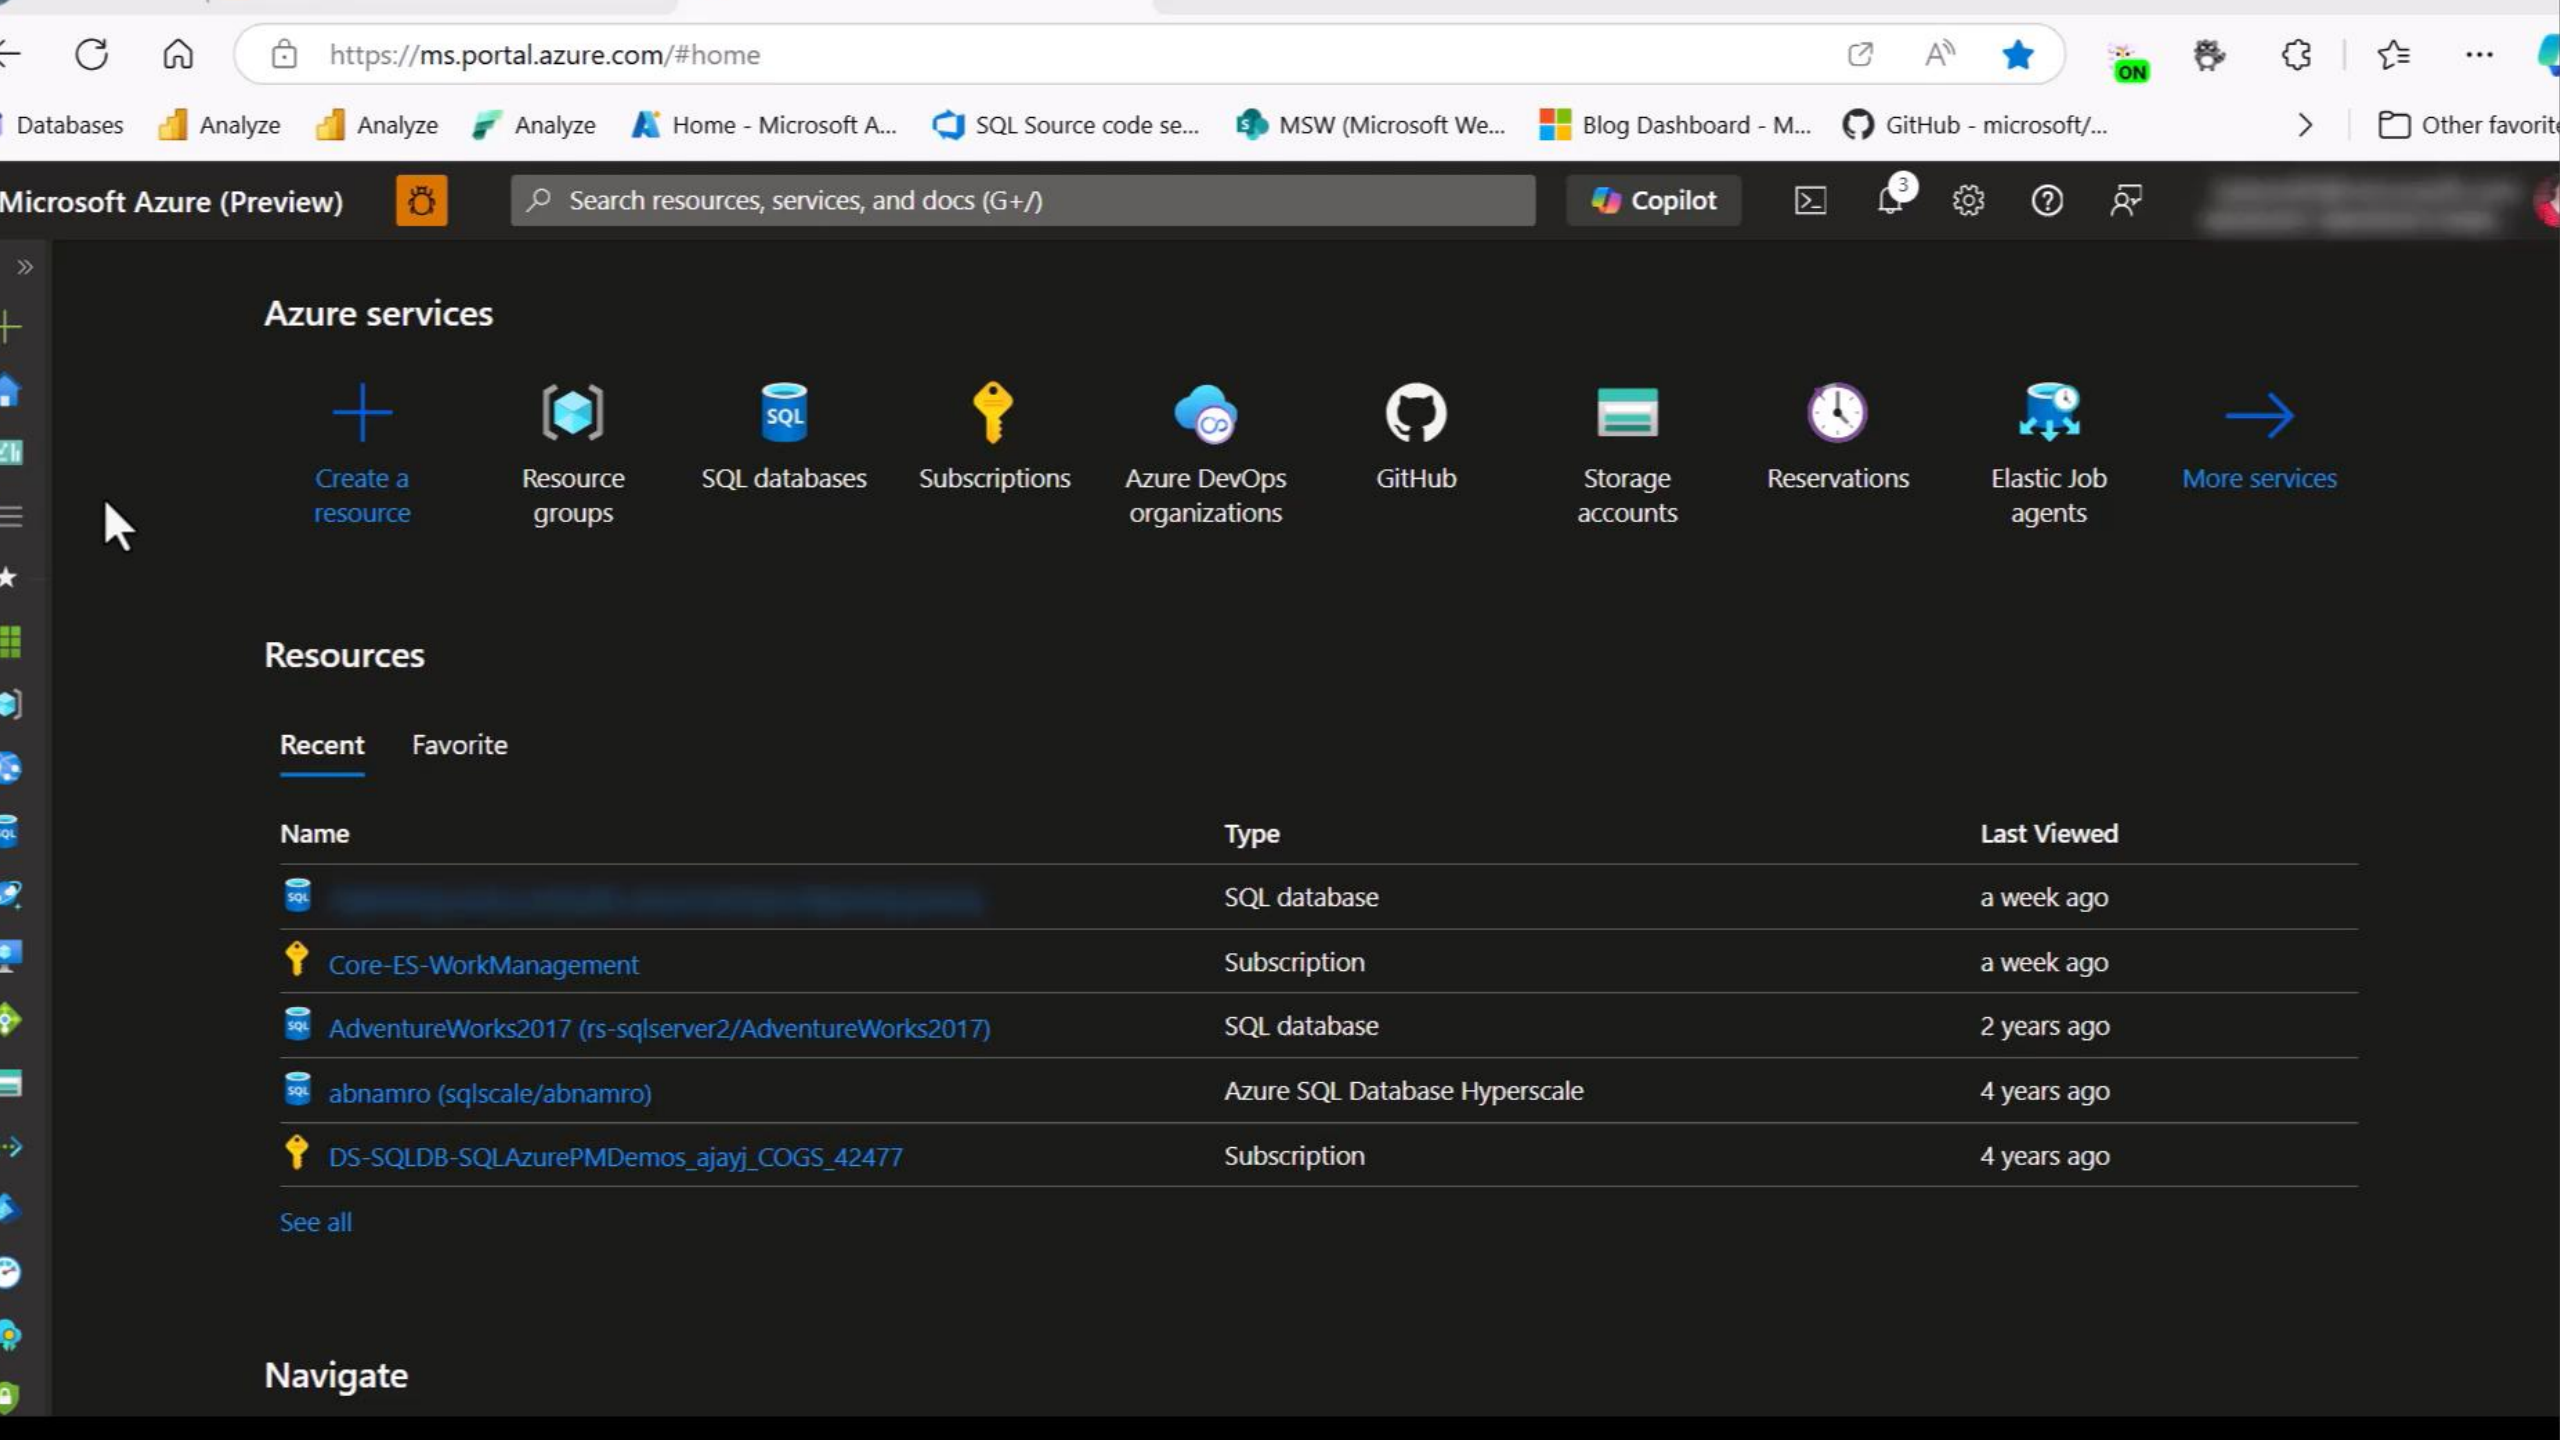 https://ms.portal.azure.com/#home
ON
Databases Analyze Analyze Analyze Home - Microsoft A... SQL Source code se... MSW (Microsoft We... Blog Dashboard - M... GitHub - microsoft/... Other favorite
Microsoft Azure (Preview) Search resources, services, and docs (G+/) Copilot 3
Azure services
Create a resource
Resource groups
SQL databases
Subscriptions
Azure DevOps organizations
GitHub
Storage accounts
Reservations
Elastic Job agents
More services
Resources
Recent Favorite
Name Type Last Viewed
SQL database a week ago
Core-ES-WorkManagement Subscription a week ago
AdventureWorks2017 (rs-sqlserver2/AdventureWorks2017) SQL database 2 years ago
abnamro (sqlscale/abnamro) Azure SQL Database Hyperscale 4 years ago
DS-SQLDB-SQLAzurePMDemos_ajayj_COGS_42477 Subscription 4 years ago
See all
Navigate